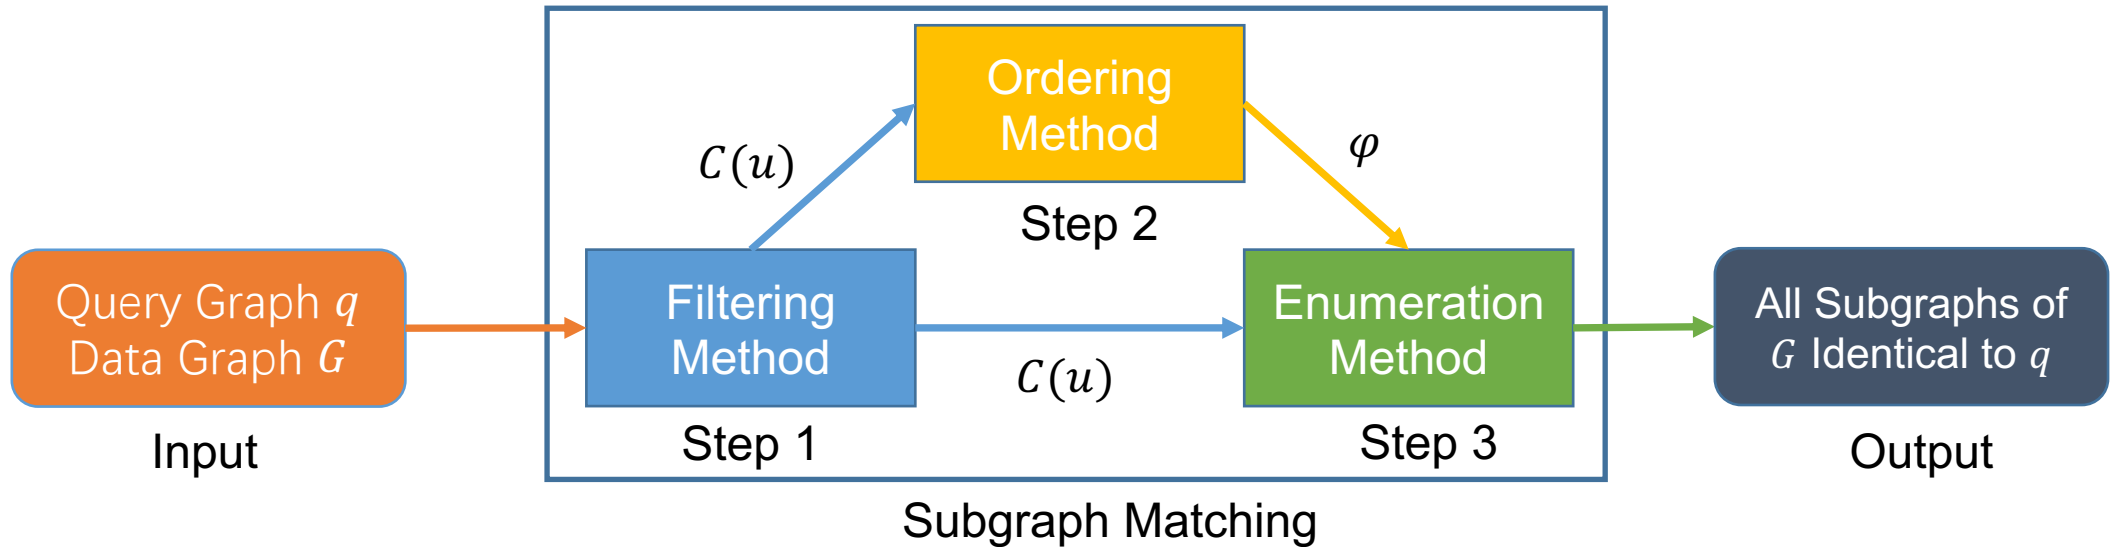 Query Graph q
Data Graph G
Input
C(u)
Ordering
Method
Step 2
φ
Filtering
Method
Step 1
C(u)
Enumeration
Method
Step 3
Subgraph Matching
All Subgraphs of
G Identical to q
Output